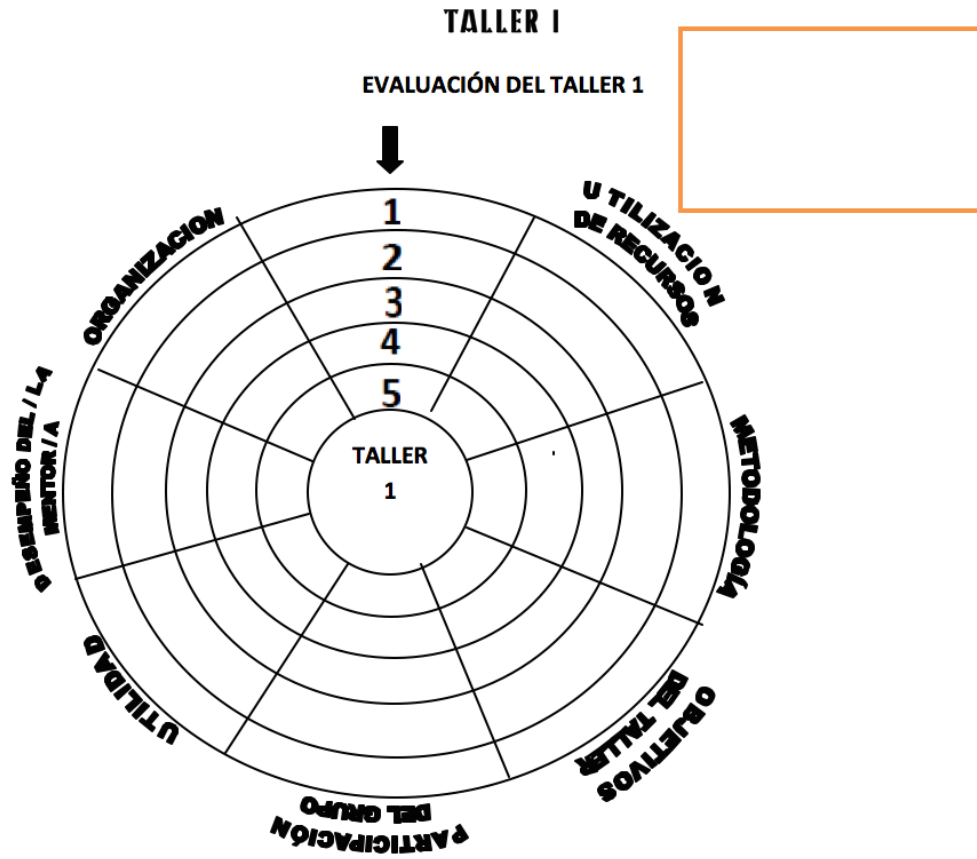 TALLER I
EVALUACIÓN DEL TALLER 1
1
2
3
4
5
TALLER
1
U TILIZACION
DE RECURSOS
METODOLOGÍA
OBJETIVOS
DEL TALLER
PARTICIPACIÓN
DEL GRUPO
UTILIDAD
DESEMPEÑO DEL / LA
MENTOR / A
ORGANIZACION